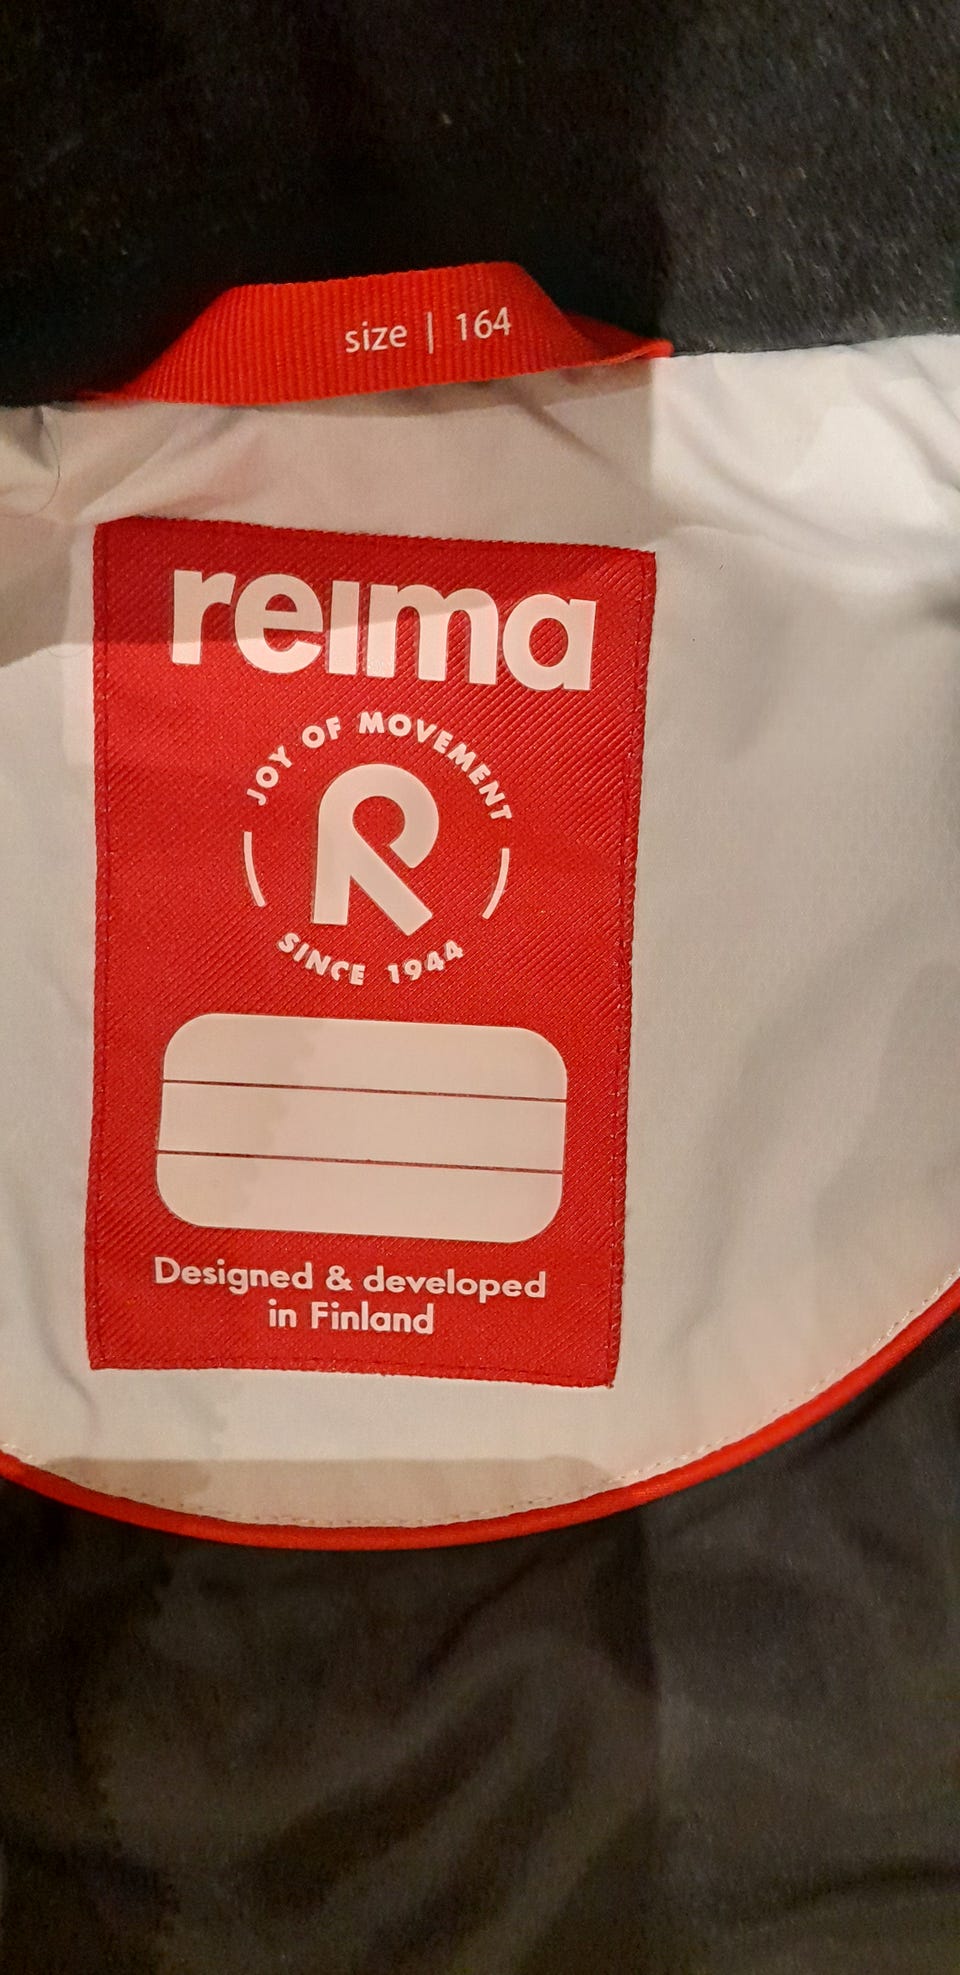 size | 164
reima
JOY OF MOVEMENT
R
SINCE 1944
Designed & developed
in Finland